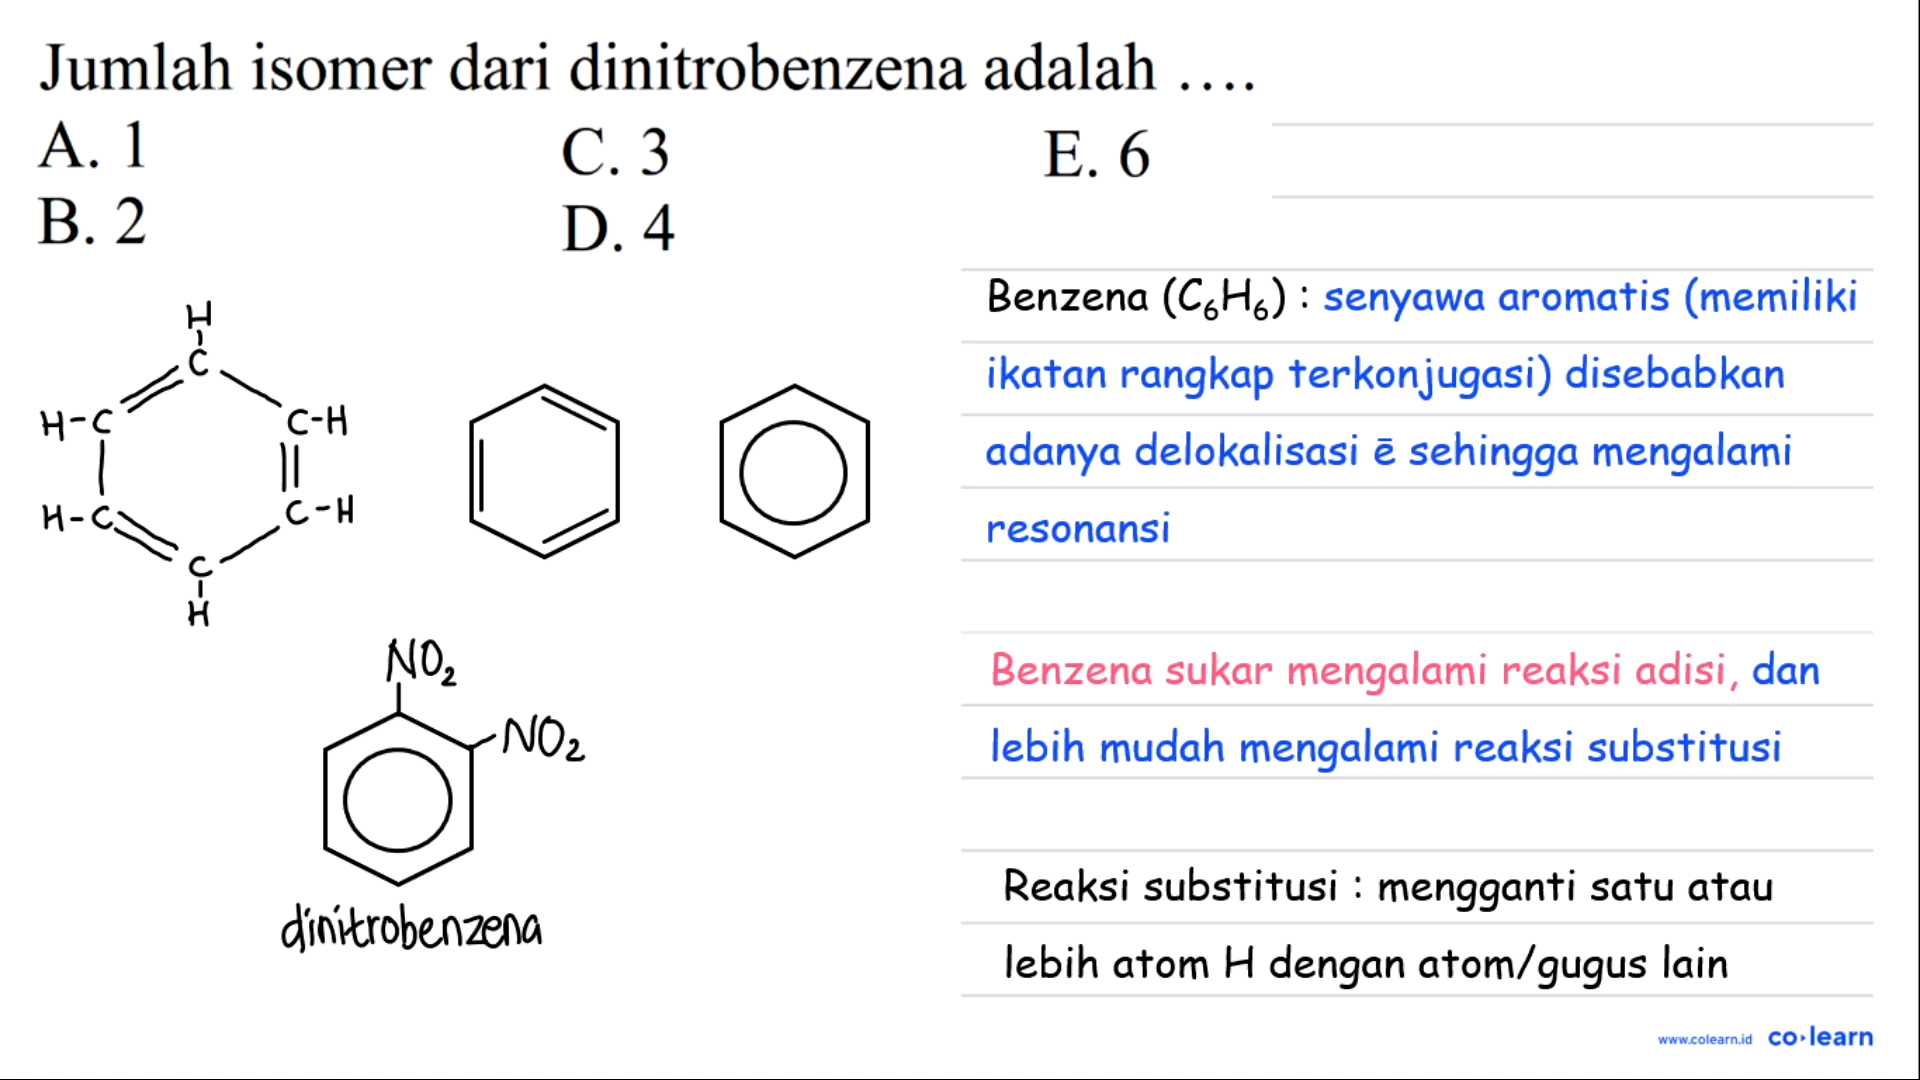 Jumlah isomer dari dinitrobenzena adalah ....
A. 1 C. 3 E. 6
B. 2 D. 4
H
C
H-C C-H
H-C C-H
C
H
Benzena (C₆H₆) : senyawa aromatis (memiliki
ikatan rangkap terkonjugasi) disebabkan
adanya delokalisasi ē sehingga mengalami
resonansi
NO₂
NO₂
dinitrobenzena
Benzena sukar mengalami reaksi adisi, dan
lebih mudah mengalami reaksi substitusi
Reaksi substitusi : mengganti satu atau
lebih atom H dengan atom/gugus lain
www.colearn.id co learn